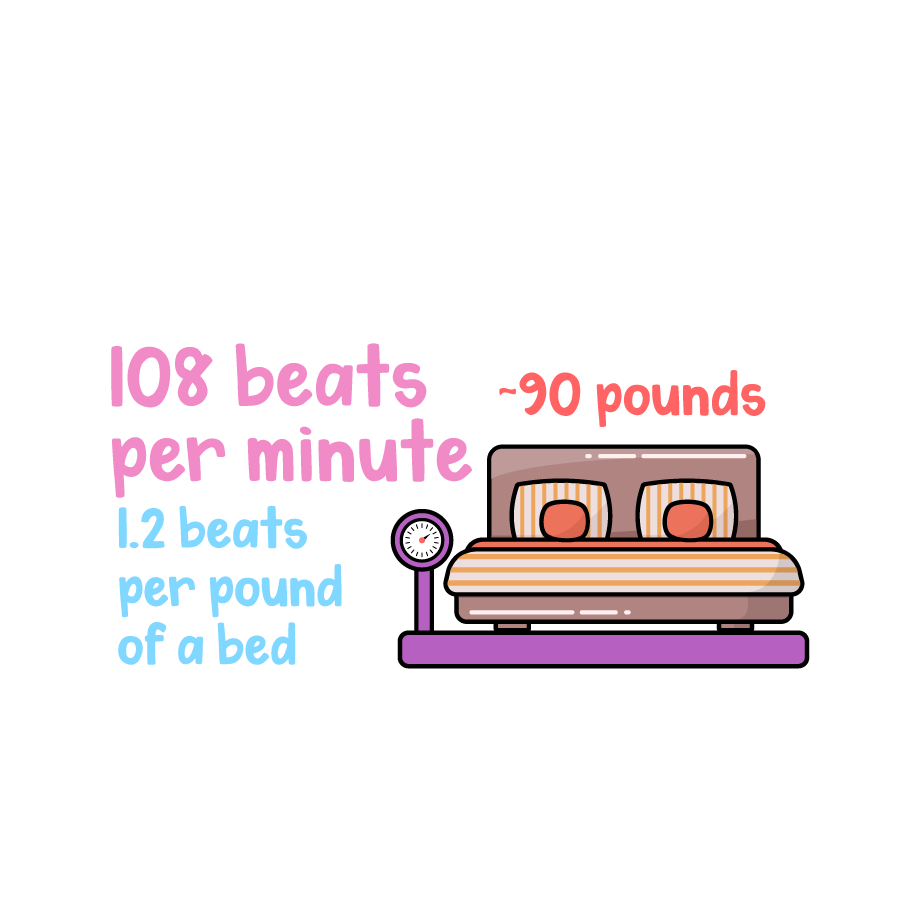 108 beats
per minute
~90 pounds
1.2 beats
per pound
of a bed